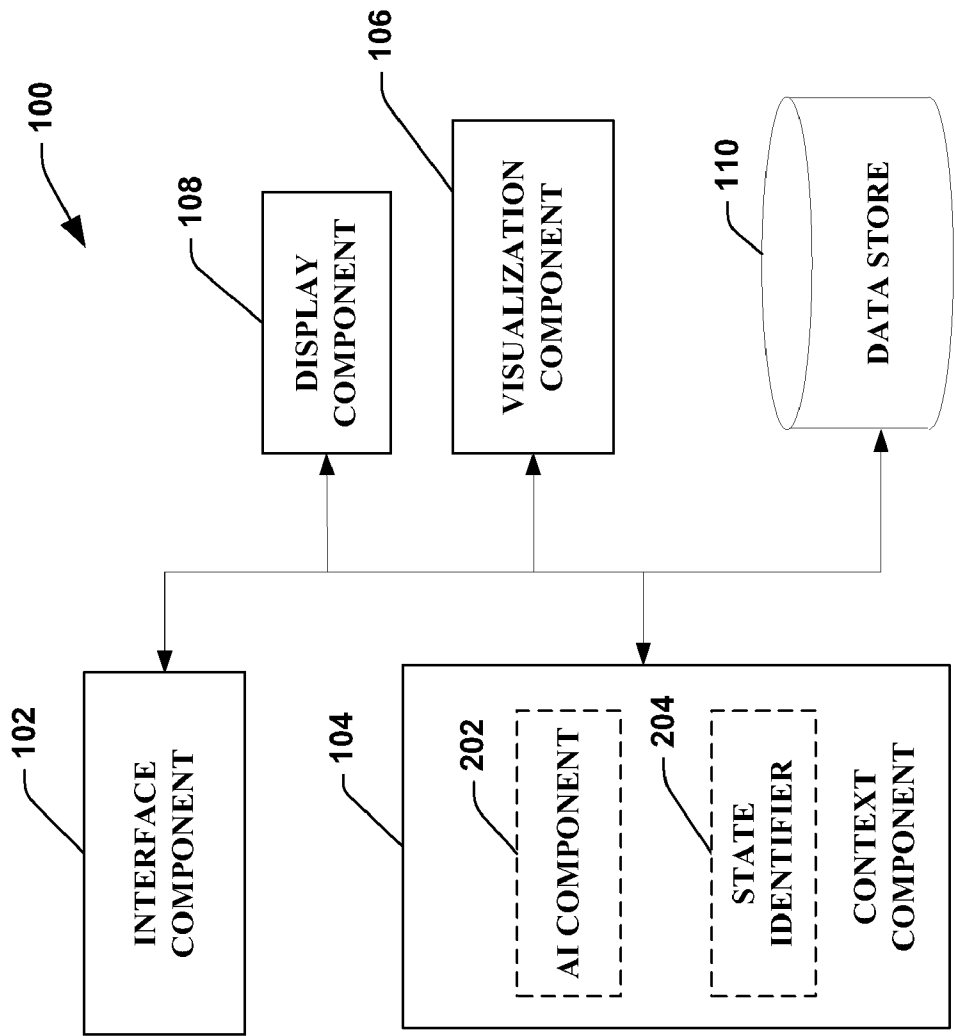 100
102
INTERFACE
COMPONENT
108
DISPLAY
COMPONENT
104
202
AI COMPONENT
204
STATE
IDENTIFIER
CONTEXT
COMPONENT
106
VISUALIZATION
COMPONENT
110
DATA STORE